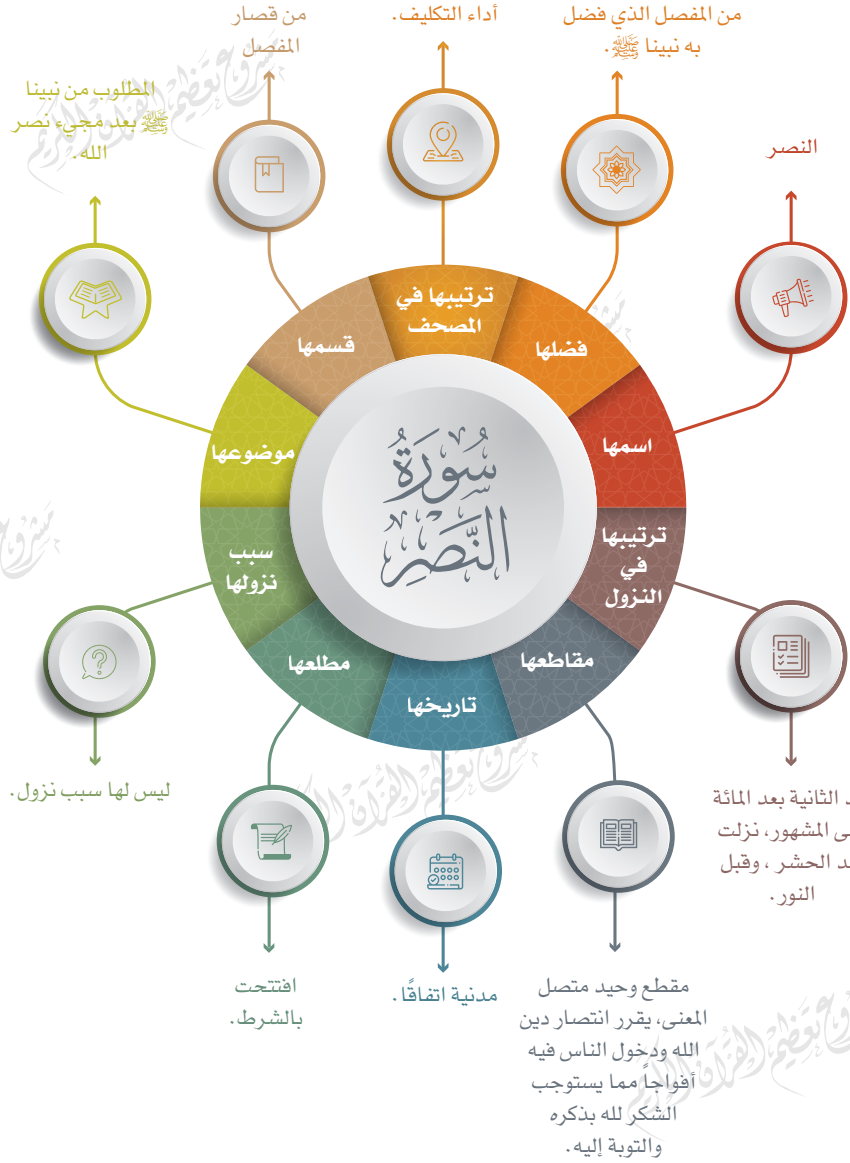 من المفصل الذي فضل
به نبينا ﷺ.
أداء التكليف.
من قصار
المفصل
المطلوب من نبينا
ﷺ بعد مجيء نصر
الله.
النصر
ترتيبها في
المصحف
فضلها
قسمها
اسمها
موضوعها
سُورَةُ
النَّصْرِ
ترتيبها
في
النزول
سبب
نزولها
مقاطعها
مطلعها
تاريخها
ليس لها سبب نزول.
الثانية بعد المائة
المشهور، نزلت
الحشر ، وقبل
النور.
افتتحت
بالشرط.
مدنية اتفاقًا.
مقطع وحيد متصل
المعنى، يقرر انتصار دين
الله ودخول الناس فيه
أفواجاً مما يستوجب
الشكر لله بذكره
والتوبة إليه.
مشروع تعظيم القرآن الكريم